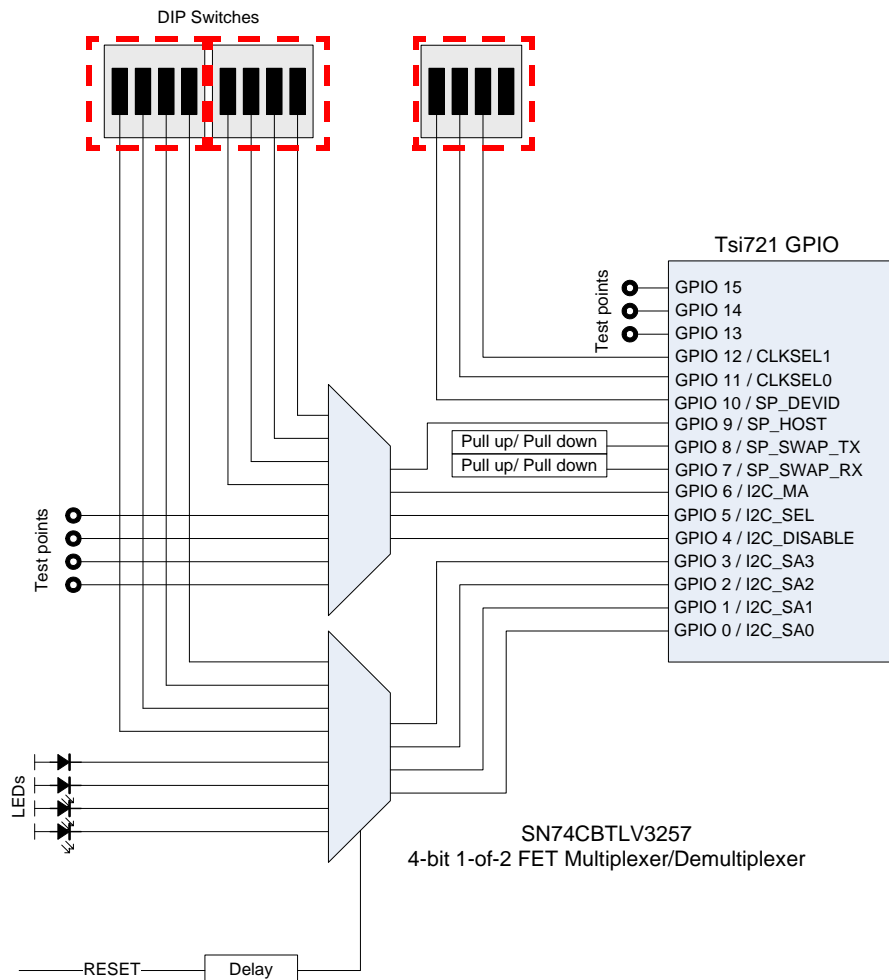 DIP Switches
Tsi721 GPIO
Test points
GPIO 15
GPIO 14
GPIO 13
GPIO 12 / CLKSEL1
GPIO 11 / CLKSEL0
GPIO 10 / SP_DEVID
GPIO 9 / SP_HOST
Pull up/ Pull down
GPIO 8 / SP_SWAP_TX
Pull up/ Pull down
GPIO 7 / SP_SWAP_RX
GPIO 6 / I2C_MA
GPIO 5 / I2C_SEL
GPIO 4 / I2C_DISABLE
GPIO 3 / I2C_SA3
GPIO 2 / I2C_SA2
GPIO 1 / I2C_SA1
GPIO 0 / I2C_SA0
Test points
LEDs
SN74CBTLV3257
4-bit 1-of-2 FET Multiplexer/Demultiplexer
RESET
Delay